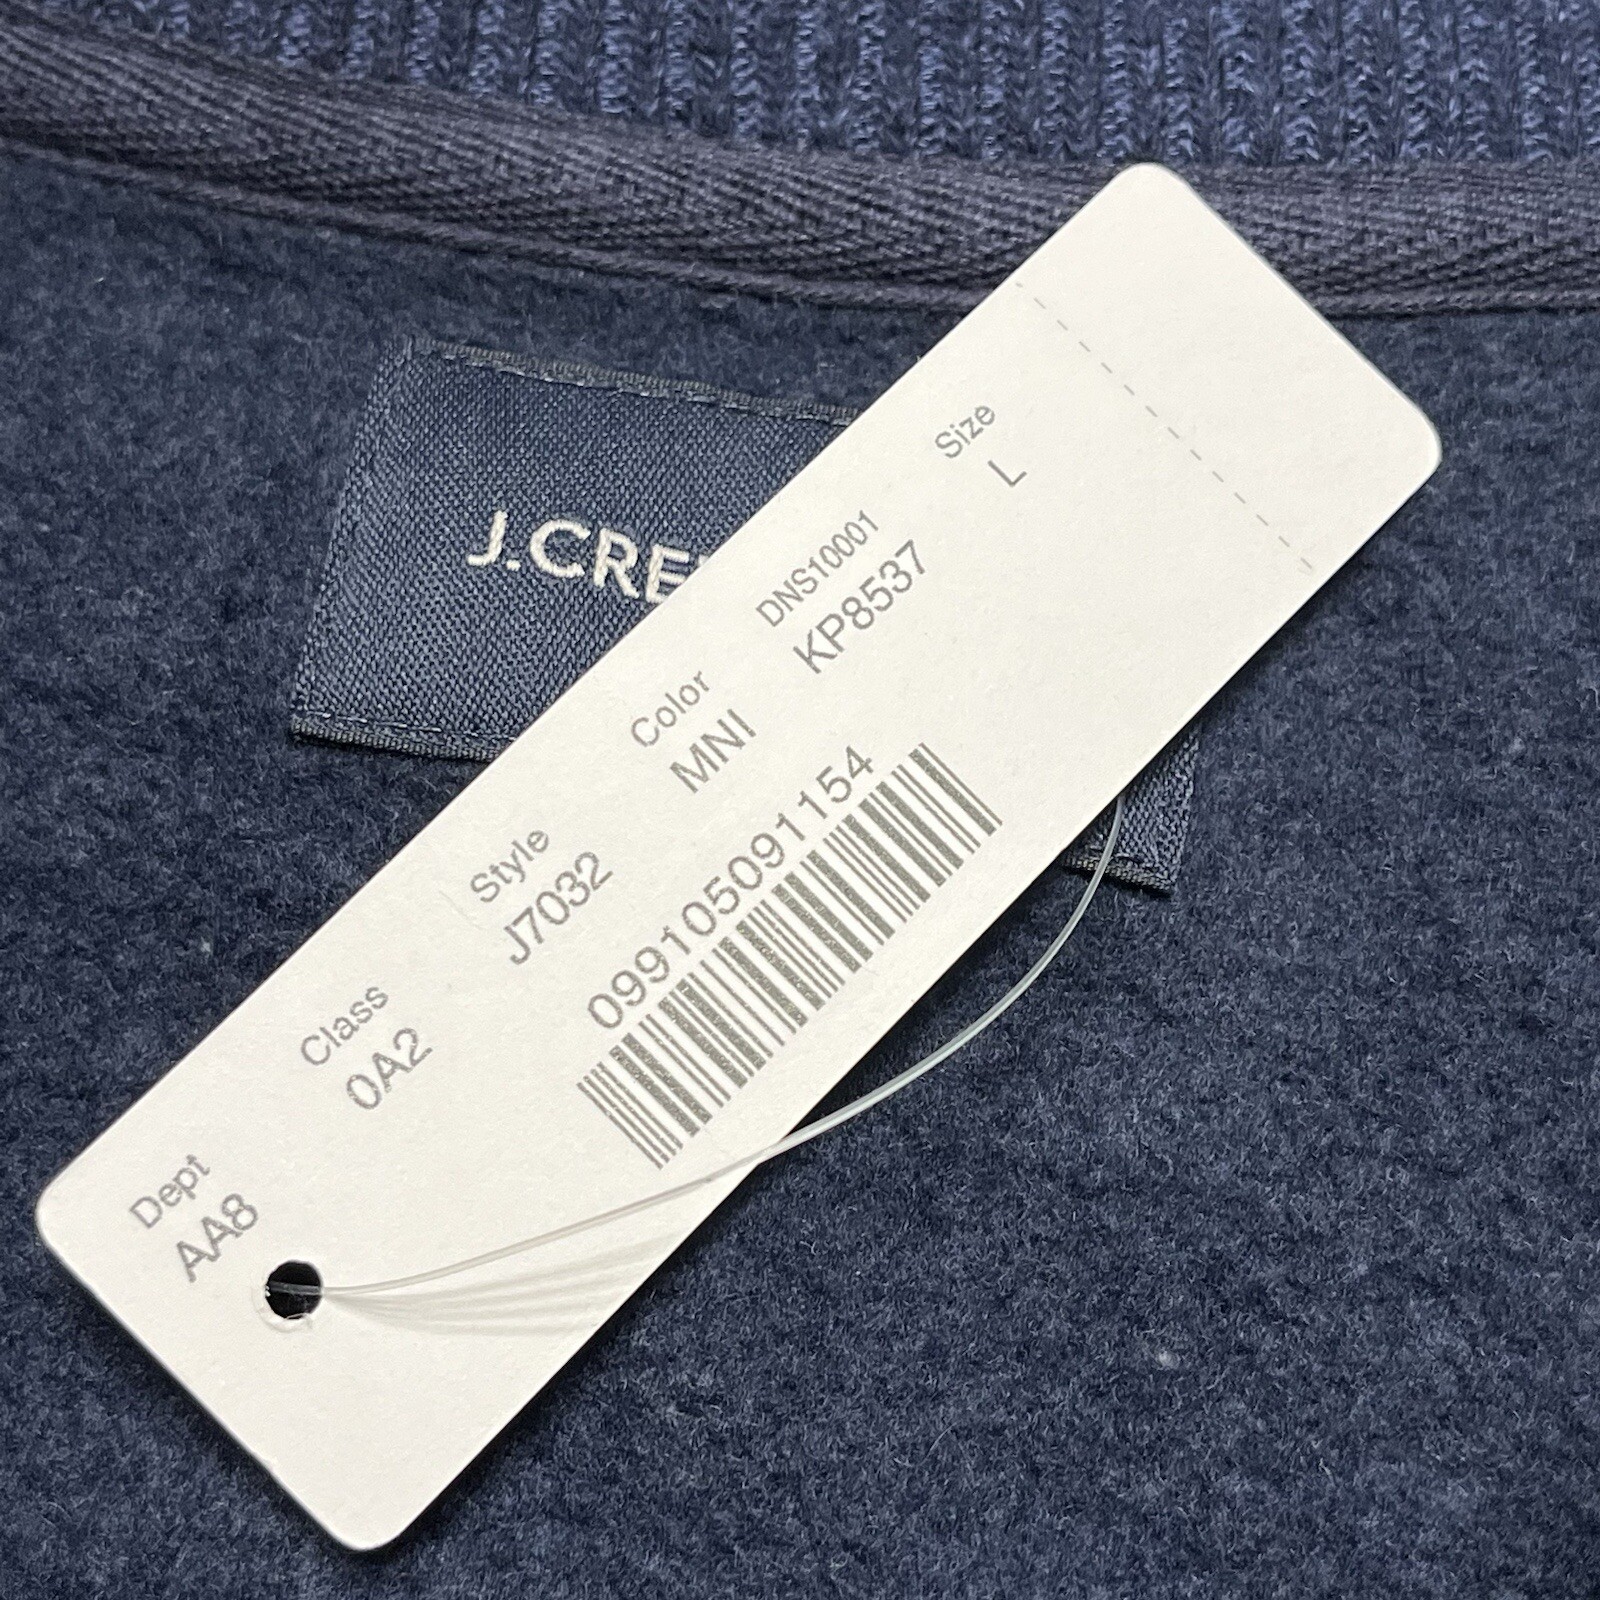 J.CRE
Dept
AA8
Class
0A2
Style
J7032
Color
MNI
DNS10001
KP8537
Size
L
099105091154